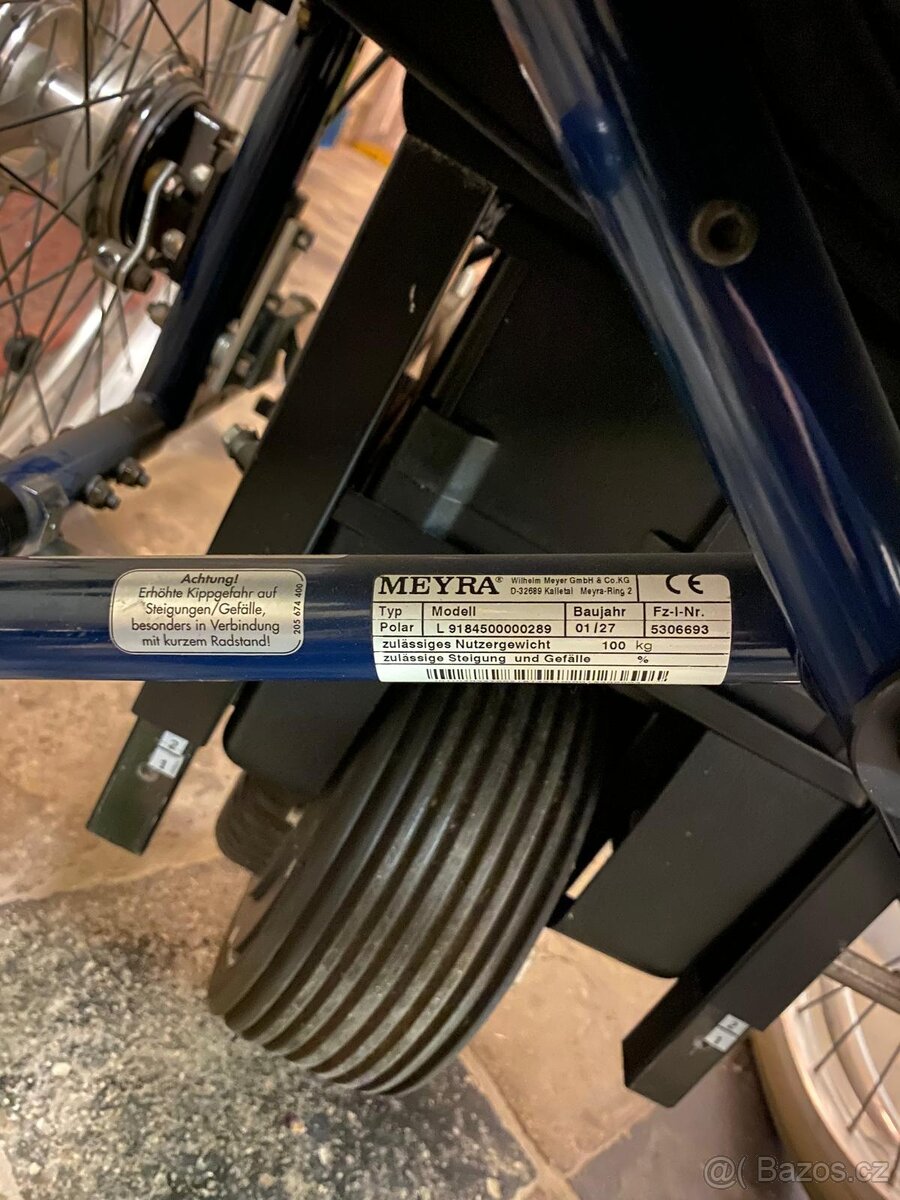 Achtung!
Erhöhte Kippgefahr auf
Steigungen/Gefälle,
besonders in Verbindung
mit kurzem Radstand!
205 674 400
MEYRA® Wilhelm Meyer GmbH & Co.KG
D-32689 Kalletal Meyra-Ring 2
CE
Typ Modell Baujahr Fz-I-Nr.
Polar L 9184500000289 01/27 5306693
zulässiges Nutzergewicht 100 kg
zulässige Steigung und Gefälle %
2
2
@( Bazos.cz